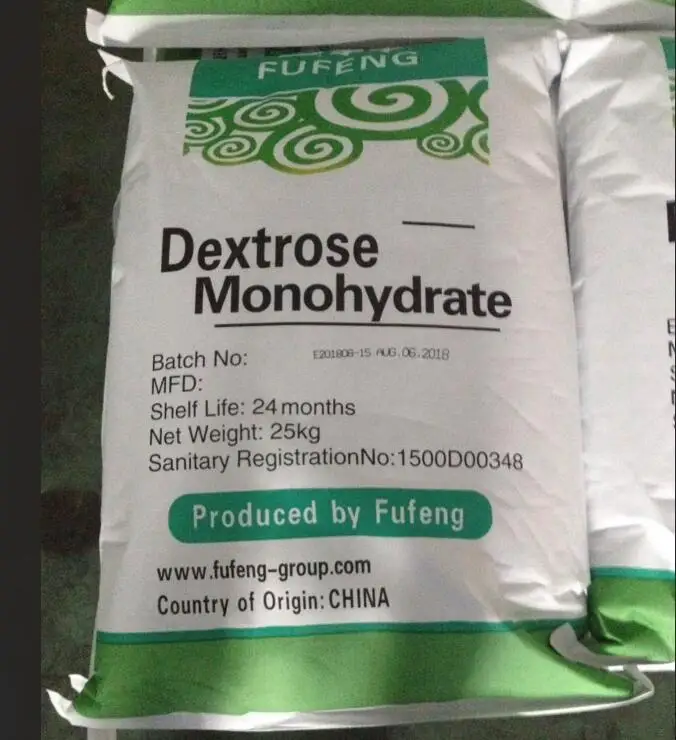 FUFENG
Dextrose
Monohydrate
Batch No: E201808-15 AUG.06.2018
MFD:
Shelf Life: 24 months
Net Weight: 25kg
Sanitary RegistrationNo:1500D00348
Produced by Fufeng
www.fufeng-group.com
Country of Origin: CHINA